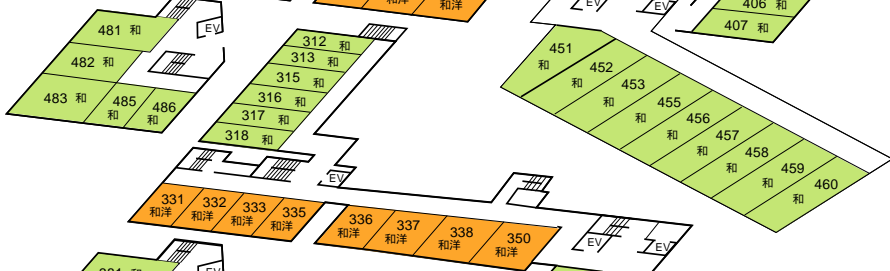 和洋
和洋
EV
EV
EV
406 和
407 和
481 和
482 和
483 和
485
和
486
和
312 和
313 和
315 和
316 和
317 和
318 和
451
和
452
和
453
和
455
和
456
和
457
和
458
和
459
和
460
和
EV
331
和洋
332
和洋
333
和洋
335
和洋
336
和洋
337
和洋
338
和洋
350
和洋
EV
EV
EV
和